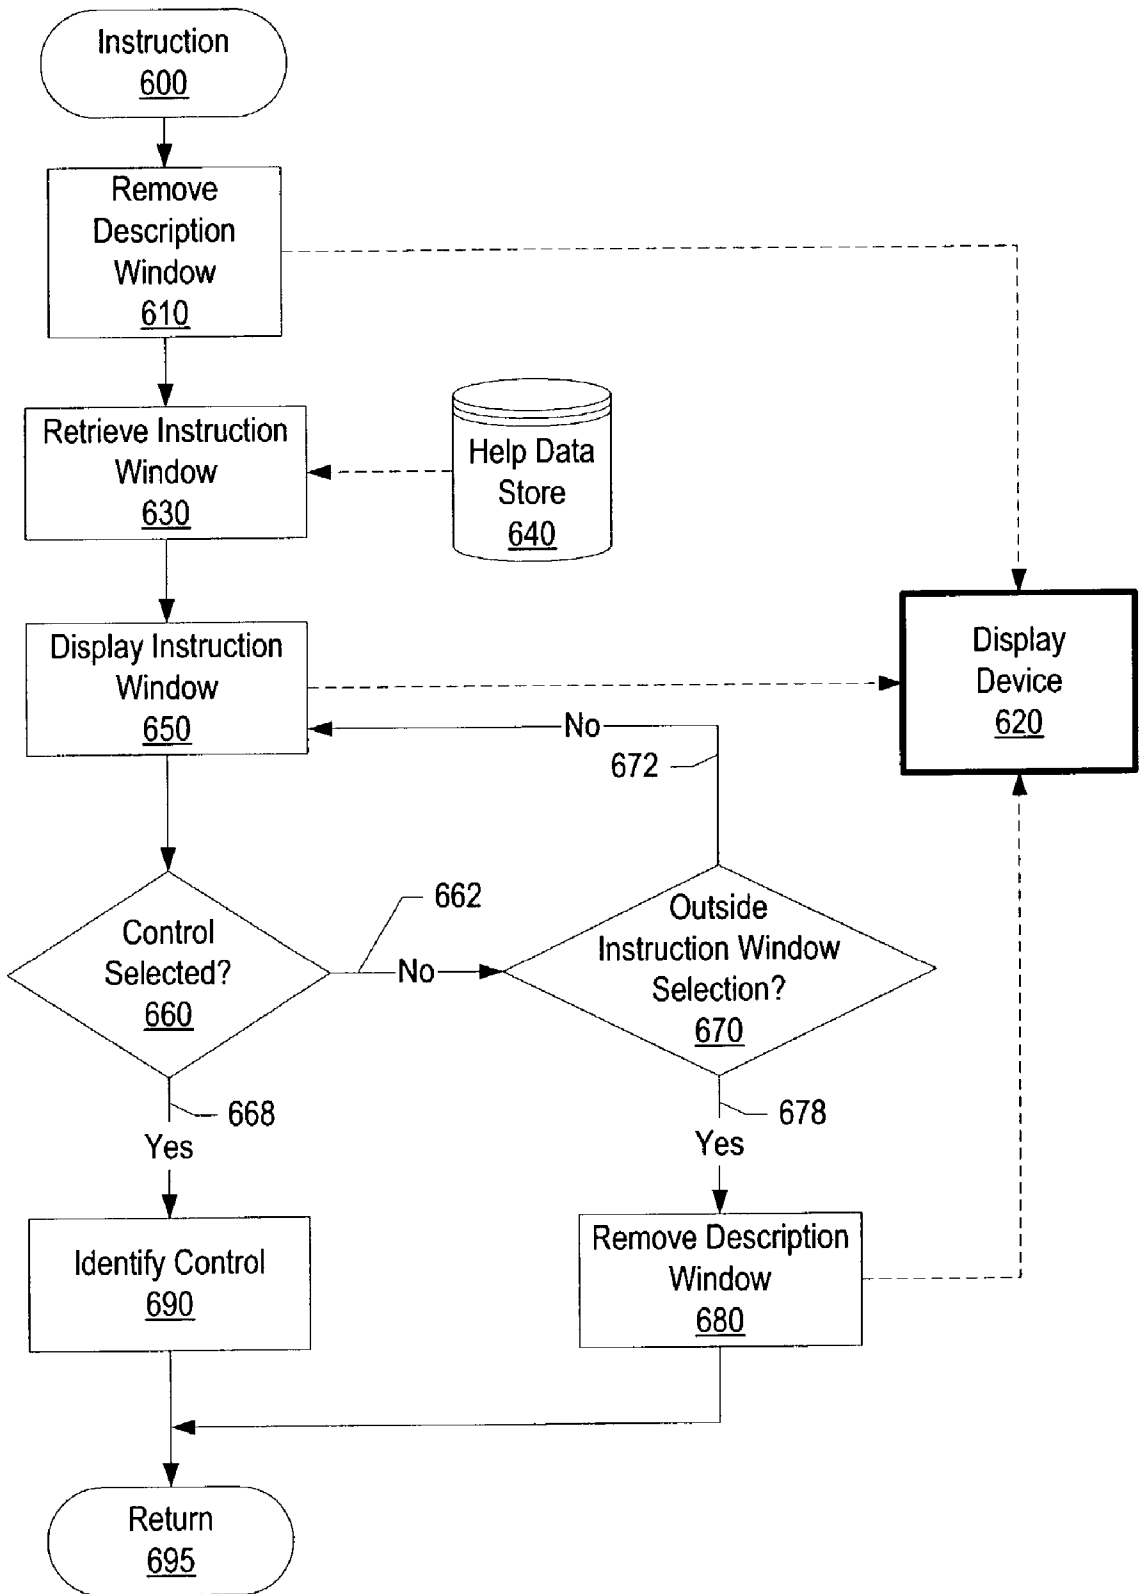 Instruction
600
Remove
Description
Window
610
Retrieve Instruction
Window
630
Help Data
Store
640
Display Instruction
Window
650
Display
Device
620
No
672
Control
Selected?
660
662
No
Outside
Instruction Window
Selection?
670
668
Yes
678
Yes
Identify Control
690
Remove Description
Window
680
Return
695